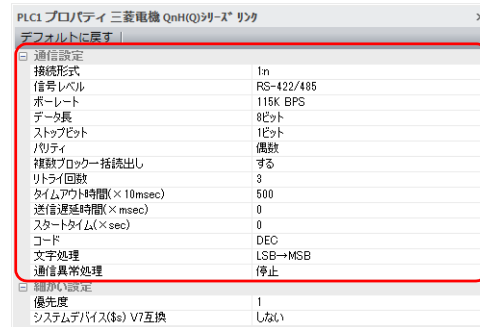 PLC1 プロパティ 三菱電機 QnH(Q)ｼﾘｰｽﾞ ﾘﾝｸ
デフォルトに戻す
通信設定
接続形式 1:n
信号レベル RS-422/485
ボーレート 115K BPS
データ長 8ビット
ストップビット 1ビット
パリティ 偶数
複数ブロック一括読出し する
リトライ回数 3
タイムアウト時間(×10msec) 500
送信遅延時間(×msec) 0
スタートタイム(×sec) 0
コード DEC
文字処理 LSB→MSB
通信異常処理 停止
細かい設定
優先度 1
システムデバイス($s) V7互換 しない